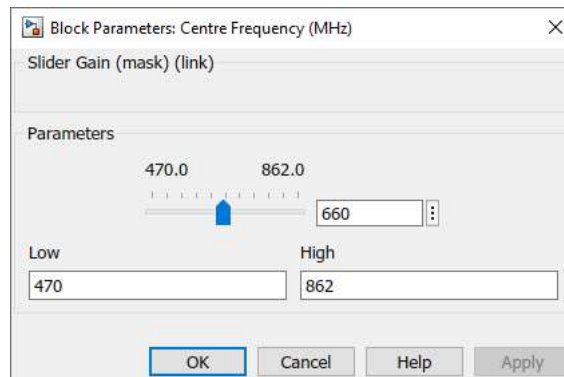 Block Parameters: Centre Frequency (MHz)
Slider Gain (mask) (link)
Parameters
470.0 862.0
660
Low High
470 862
OK Cancel Help Apply